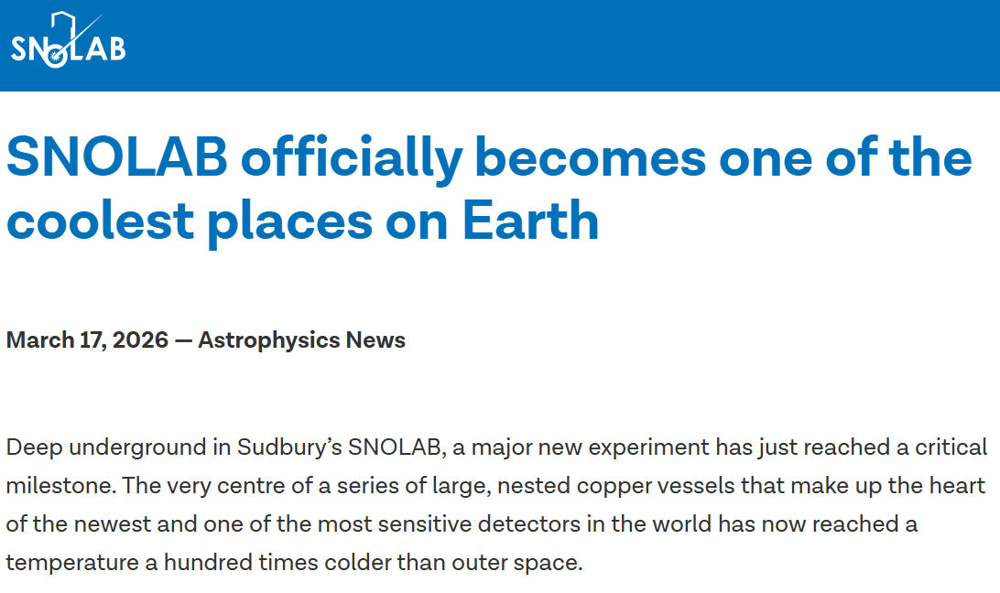 SNOLAB
SNOLAB officially becomes one of the
coolest places on Earth
March 17, 2026 — Astrophysics News
Deep underground in Sudbury’s SNOLAB, a major new experiment has just reached a critical
milestone. The very centre of a series of large, nested copper vessels that make up the heart
of the newest and one of the most sensitive detectors in the world has now reached a
temperature a hundred times colder than outer space.